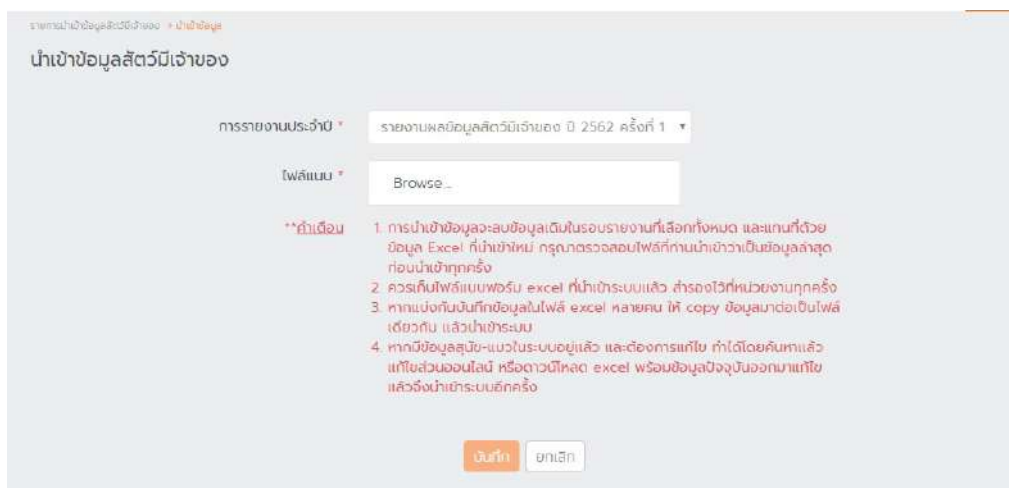 รายการนำเข้าข้อมูลสัตว์มีเจ้าของ » นำเข้าข้อมูล
นำเข้าข้อมูลสัตว์มีเจ้าของ
การรายงานประจำปี * รายงานผลข้อมูลสัตว์มีเจ้าของ ปี 2562 ครั้งที่ 1
ไฟล์แนบ * Browse...
**คำเตือน 1. การนำเข้าข้อมูลจะลบข้อมูลเดิมในรอบรายงานที่เลือกทั้งหมด และแทนที่ด้วย
ข้อมูล Excel ที่นำเข้าใหม่ กรุณาตรวจสอบไฟล์ที่ท่านนำเข้าว่าเป็นข้อมูลล่าสุด
ก่อนนำเข้าทุกครั้ง
2. ควรเก็บไฟล์แบบฟอร์ม excel ที่นำเข้าระบบแล้ว สำรองไว้ที่หน่วยงานทุกครั้ง
3. หากแบ่งกันบันทึกข้อมูลในไฟล์ excel หลายคน ให้ copy ข้อมูลมาต่อเป็นไฟล์
เดียวกัน แล้วนำเข้าระบบ
4. หากมีข้อมูลสุนัข-แมวในระบบอยู่แล้ว และต้องการแก้ไข ทำได้โดยค้นหาแล้ว
แก้ไขส่วนออนไลน์ หรือดาวน์โหลด excel พร้อมข้อมูลปัจจุบันออกมาแก้ไข
แล้วจึงนำเข้าระบบอีกครั้ง
บันทึก ยกเลิก